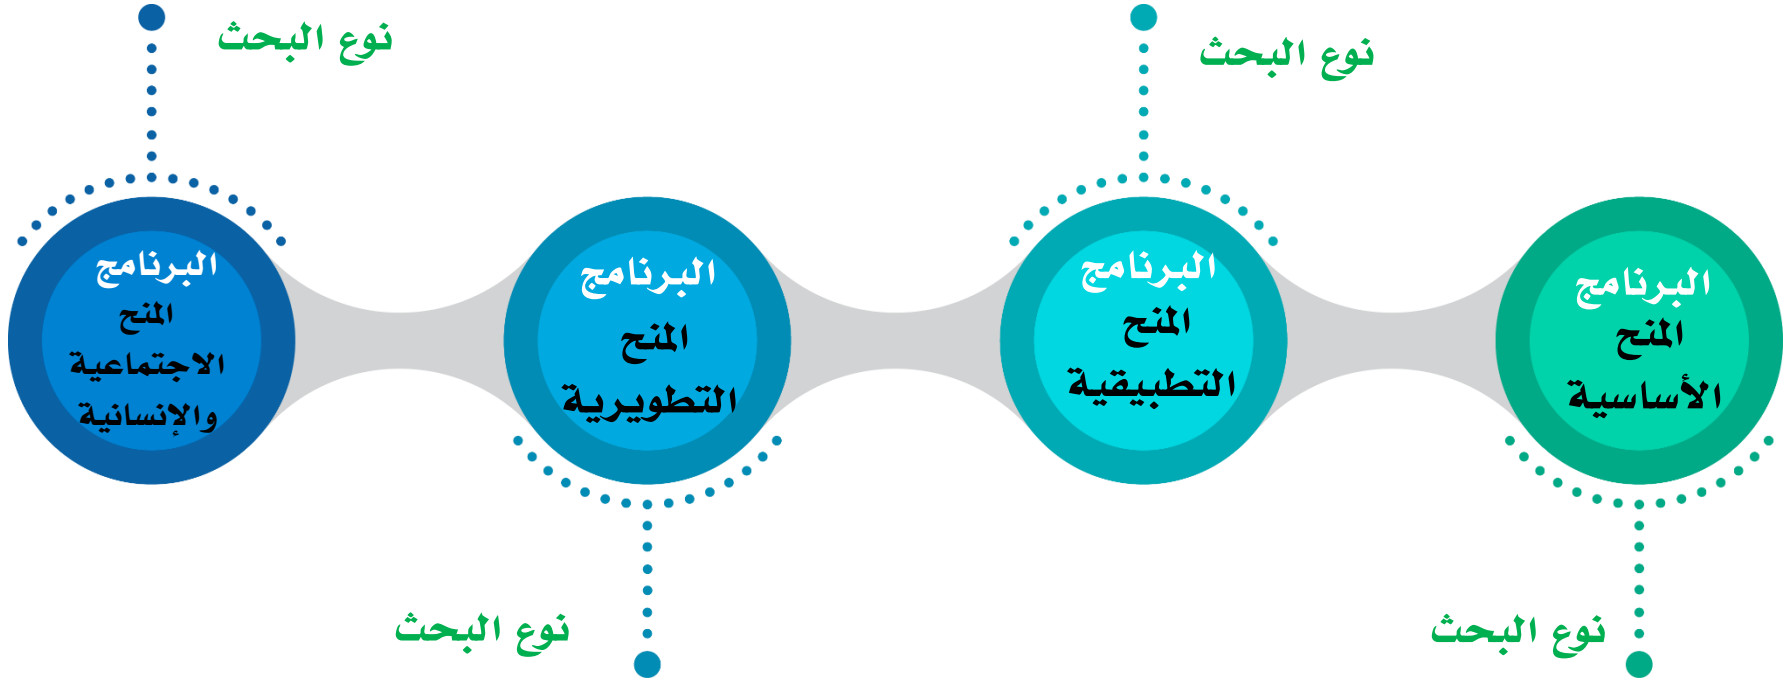 نوع البحث
نوع البحث
البرنامج
المنح
الأساسية
البرنامج
المنح
التطبيقية
البرنامج
المنح
التطويرية
البرنامج
المنح
الاجتماعية
والإنسانية
نوع البحث
نوع البحث